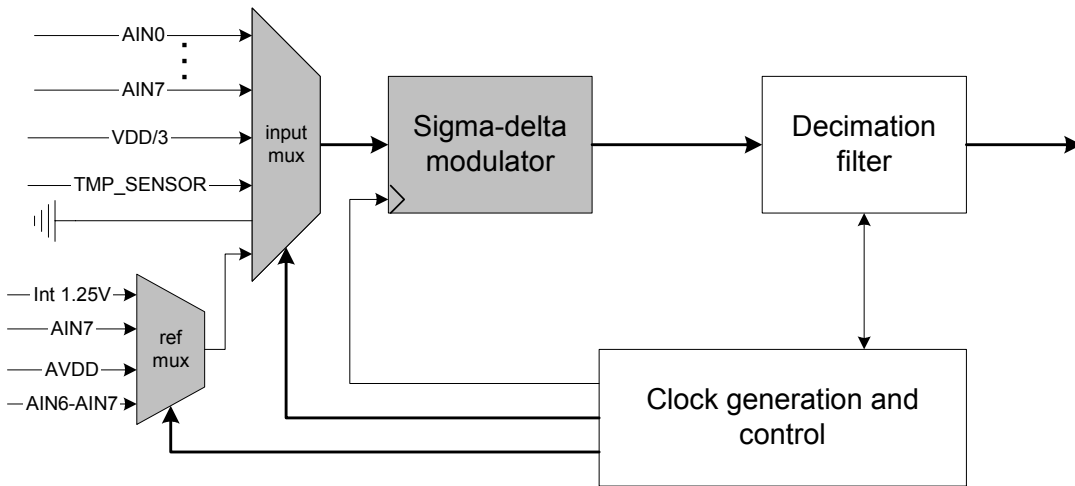 AIN0
AIN7
VDD/3
TMP_SENSOR
input
mux
Sigma-delta
modulator
Decimation
filter
Int 1.25V
AIN7
AVDD
AIN6-AIN7
ref
mux
Clock generation and
control